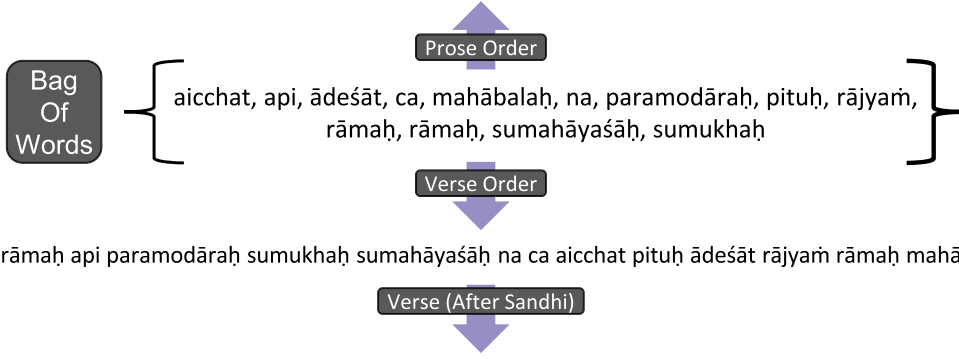 Prose Order
Bag
Of
Words
aicchat, api, ādeśāt, ca, mahābalaḥ, na, paramodāraḥ, pituḥ, rājyaṁ,
rāmaḥ, rāmaḥ, sumahāyaśāḥ, sumukhaḥ
Verse Order
rāmaḥ api paramodāraḥ sumukhaḥ sumahāyaśāḥ na ca aicchat pituḥ ādeśāt rājyaṁ rāmaḥ mahā
Verse (After Sandhi)